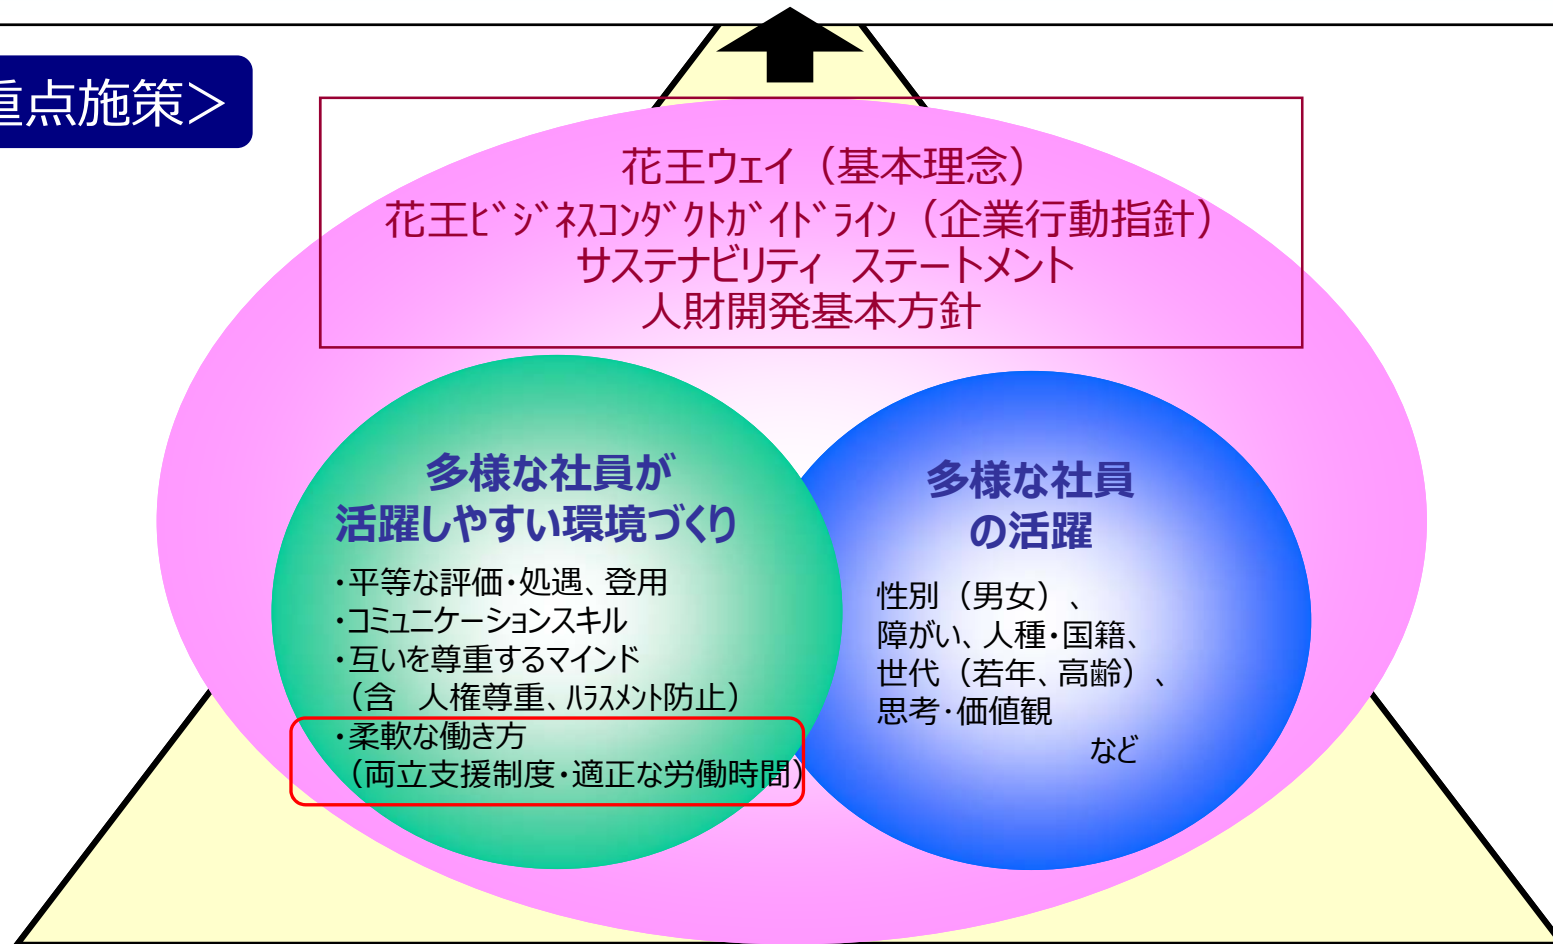 重点施策＞
花王ウェイ（基本理念）
花王ﾋﾞｼﾞﾈｽｺﾝﾀﾞｸﾄｶﾞｲﾄﾞﾗｲﾝ（企業行動指針）
サステナビリティ　ステートメント
人財開発基本方針
多様な社員が
活躍しやすい環境づくり
・平等な評価・処遇、登用
・コミュニケーションスキル
・互いを尊重するマインド
（含　人権尊重、ﾊﾗｽﾒﾝﾄ防止）
・柔軟な働き方
（両立支援制度・適正な労働時間）
多様な社員
の活躍
性別（男女）、
障がい、人種・国籍、
世代（若年、高齢）、
思考・価値観
など